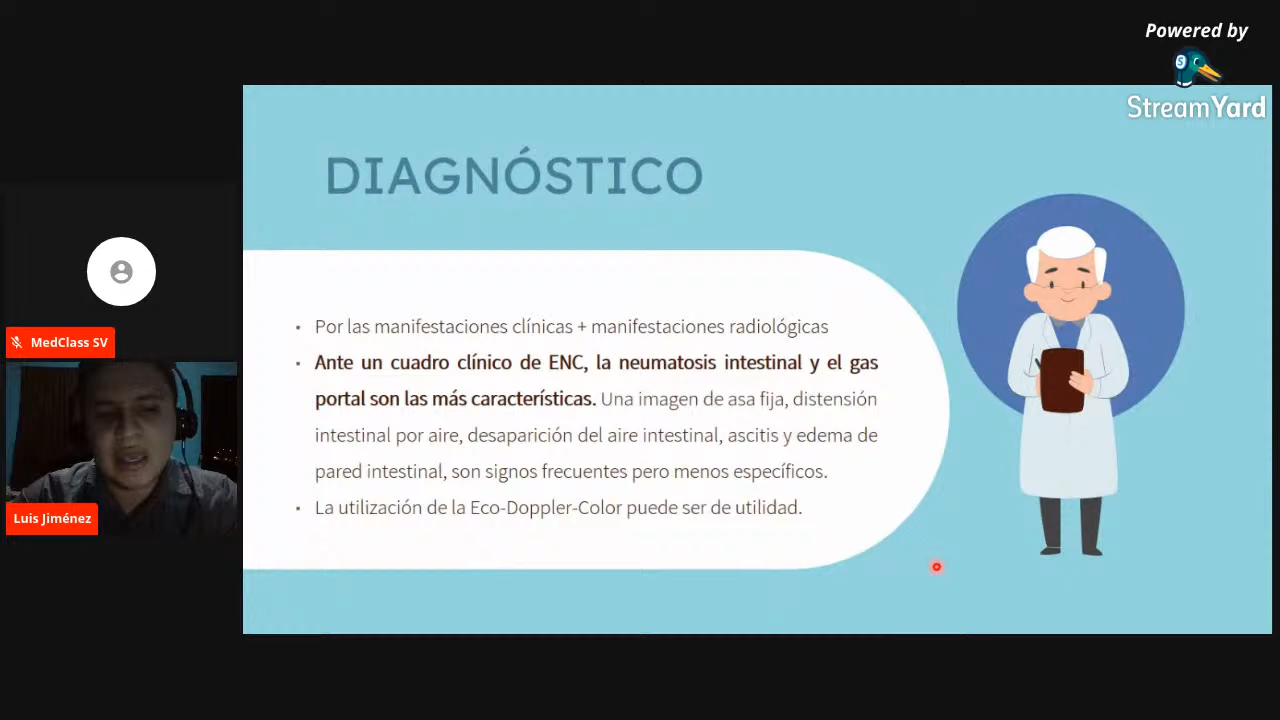 Powered by
StreamYard
DIAGNÓSTICO
• Por las manifestaciones clínicas + manifestaciones radiológicas
• Ante un cuadro clínico de ENC, la neumatosis intestinal y el gas
portal son las más características. Una imagen de asa fija, distensión
intestinal por aire, desaparición del aire intestinal, ascitis y edema de
pared intestinal, son signos frecuentes pero menos específicos.
• La utilización de la Eco-Doppler-Color puede ser de utilidad.
MedClass SV
Luis Jiménez